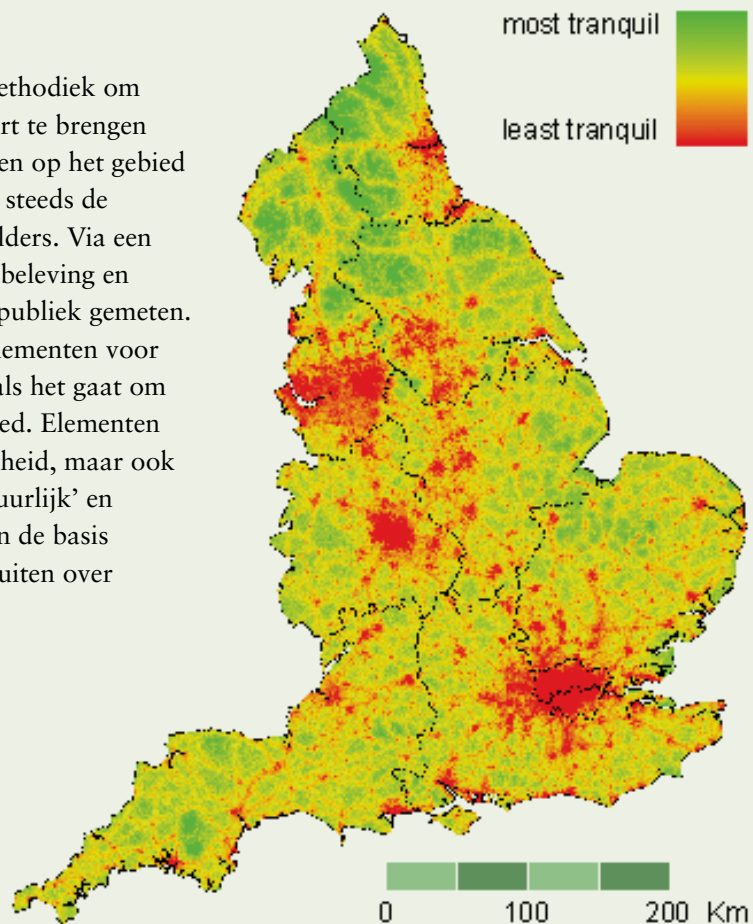 ethodiek om
rt te brengen
en op het gebied
steeds de
lders. Via een
beleving en
publiek gemeten.
lementen voor
als het gaat om
ed. Elementen
heid, maar ook
uurlijk’ en
n de basis
uiten over
most tranquil
least tranquil
0 100 200 Km